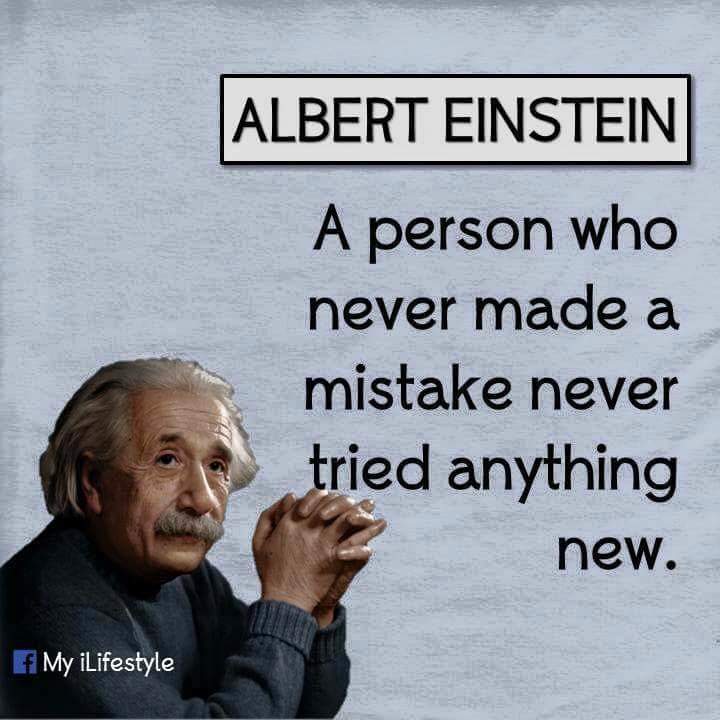 ALBERT EINSTEIN
A person who
never made a
mistake never
tried anything
new.
My iLifestyle